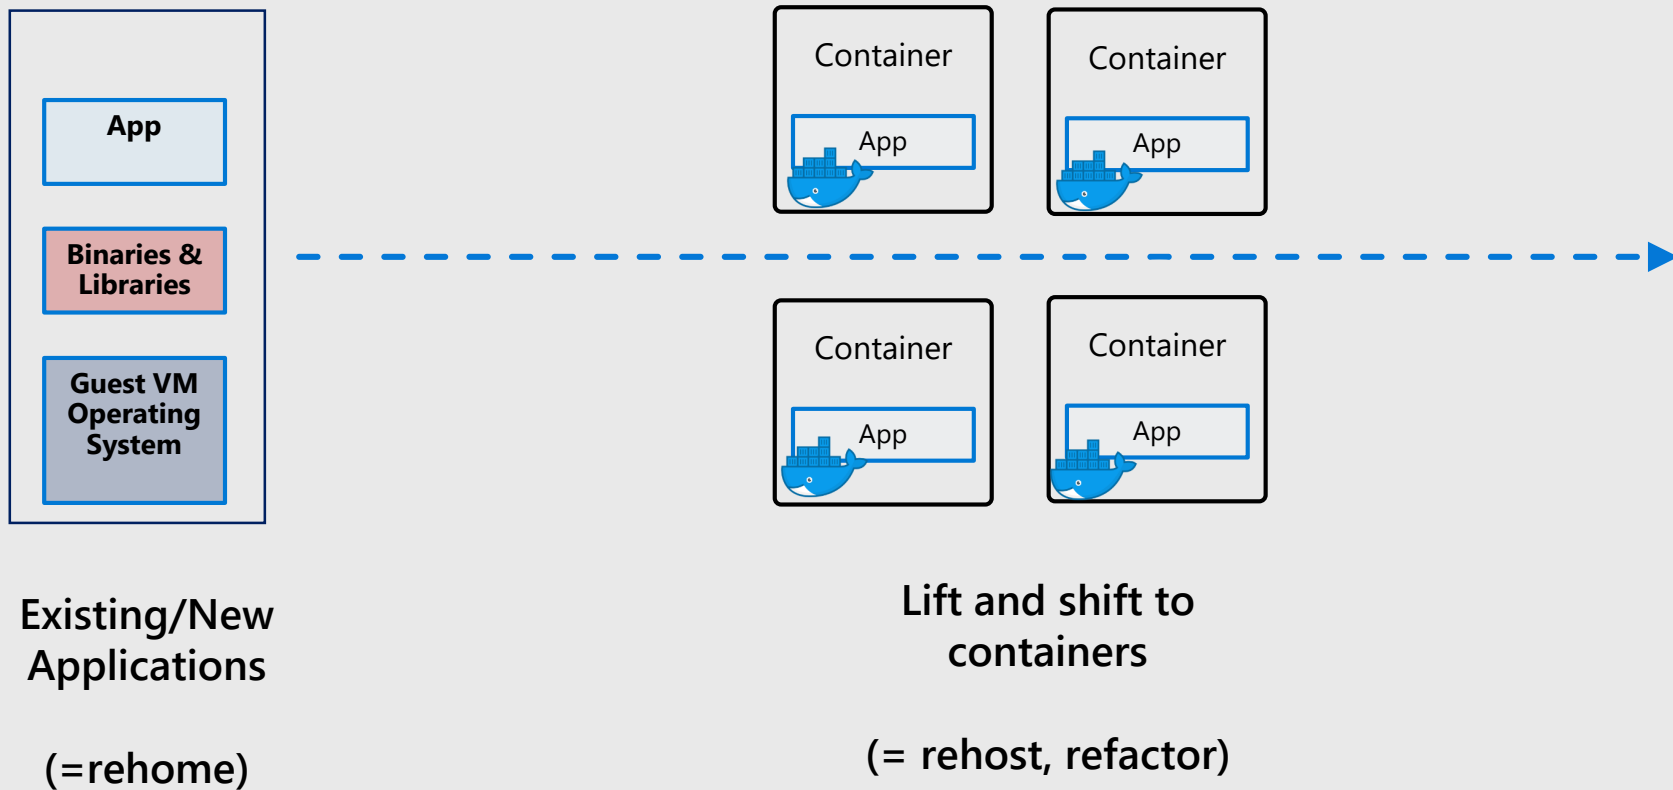 App
Binaries &
Libraries
Guest VM
Operating
System
Existing/New
Applications
(=rehome)
Container
App
Container
App
Container
App
Container
App
Lift and shift to
containers
(= rehost, refactor)